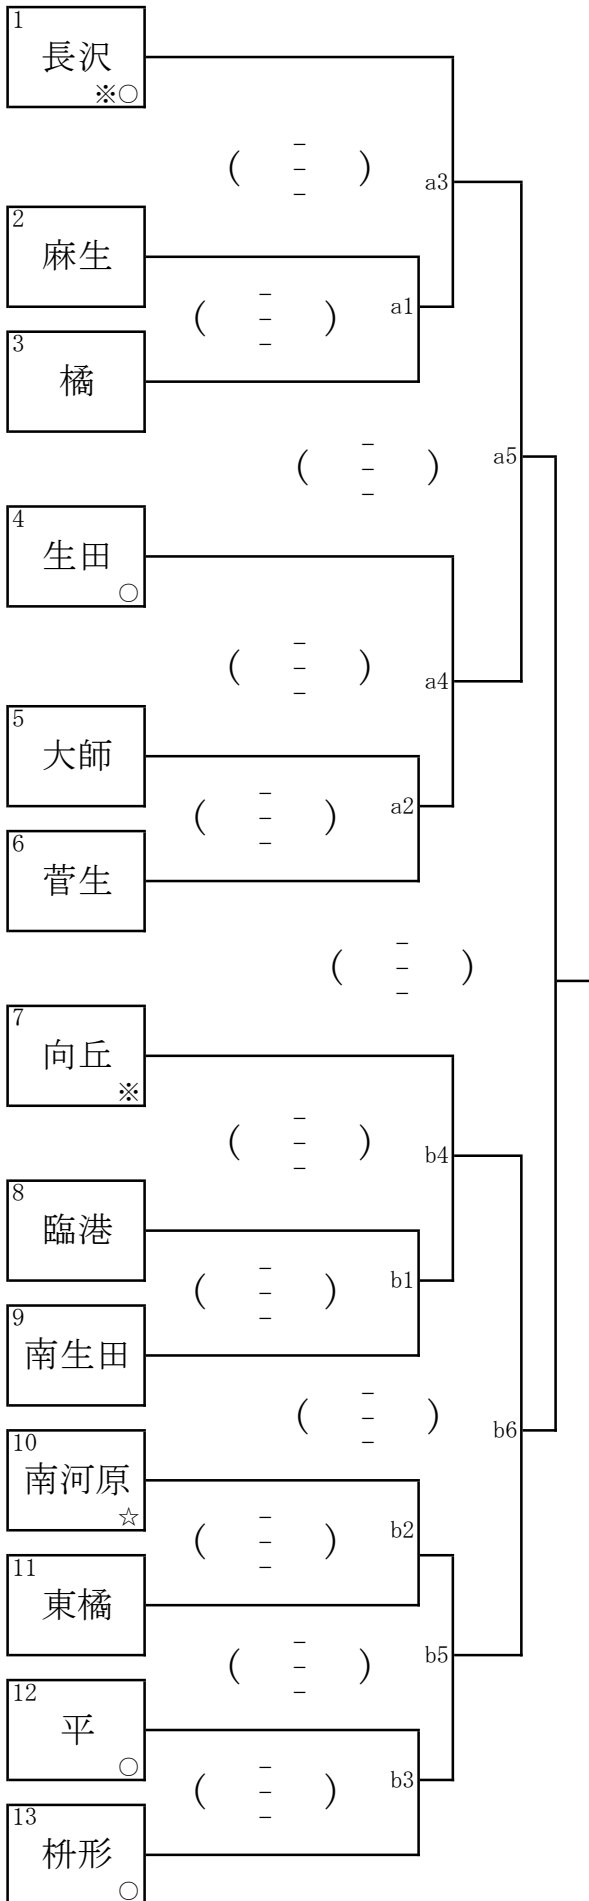 1
長沢
※○
( - - - )
a3
2
麻生
( - - - )
a1
3
橘
( - - - )
a5
4
生田
○
( - - - )
a4
5
大師
( - - - )
a2
6
菅生
( - - - )
7
向丘
※
( - - - )
b4
8
臨港
( - - - )
b1
9
南生田
( - - - )
b6
10
南河原
☆
( - - - )
b2
11
東橘
( - - - )
b5
12
平
○
( - - - )
b3
13
枡形
○